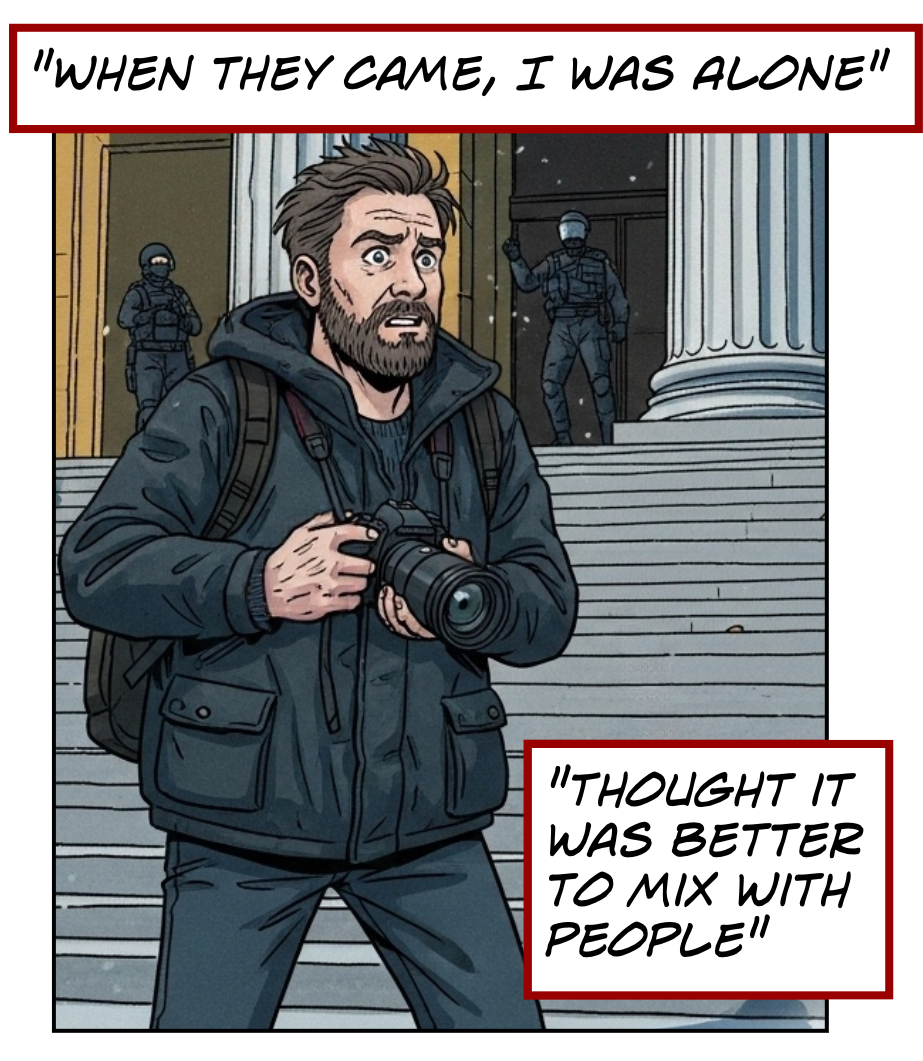 "WHEN THEY CAME, I WAS ALONE"
"THOUGHT IT
WAS BETTER
TO MIX WITH
PEOPLE"